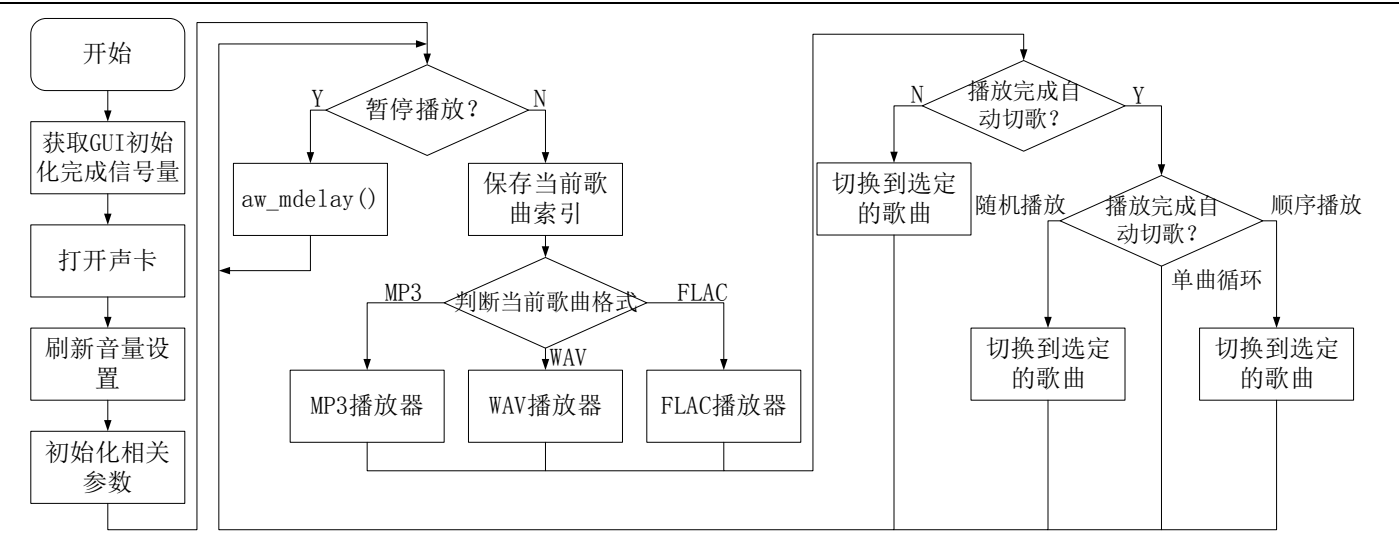 开始
获取GUI初始
化完成信号量
打开声卡
刷新音量设
置
初始化相关
参数
暂停播放？
Y
N
aw_mdelay()
保存当前歌
曲索引
判断当前歌曲格式
MP3
FLAC
WAV
MP3播放器
WAV播放器
FLAC播放器
播放完成自
动切歌？
N
Y
切换到选定
的歌曲
播放完成自
动切歌？
随机播放
顺序播放
单曲循环
切换到选定
的歌曲
切换到选定
的歌曲